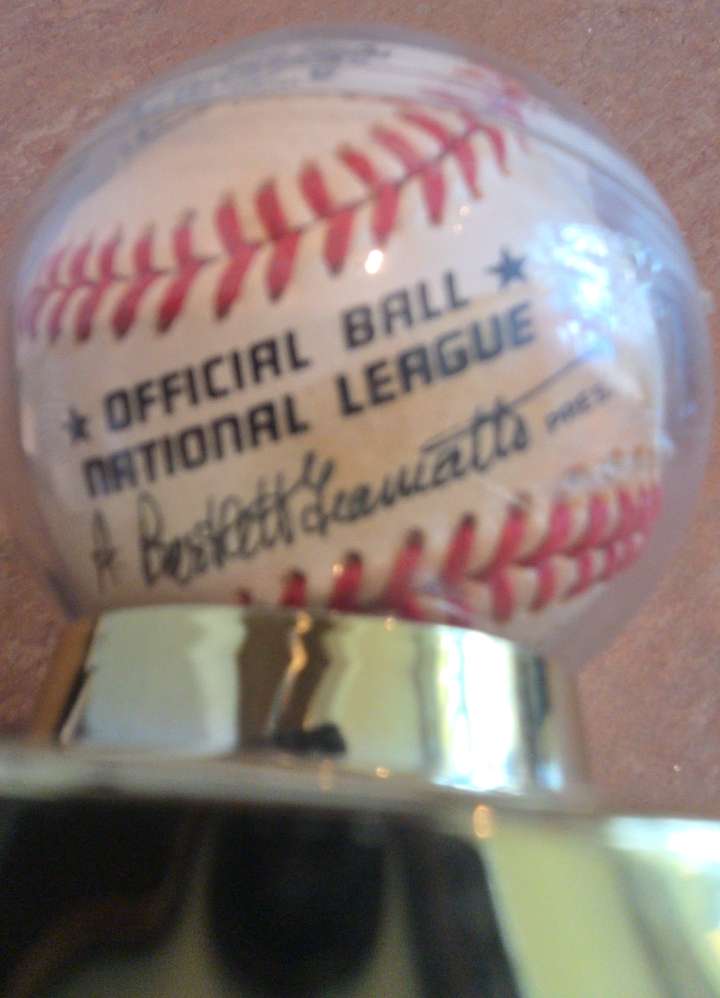 ★ OFFICIAL BALL ★
NATIONAL LEAGUE
A Bartlett Giamatti PRES.